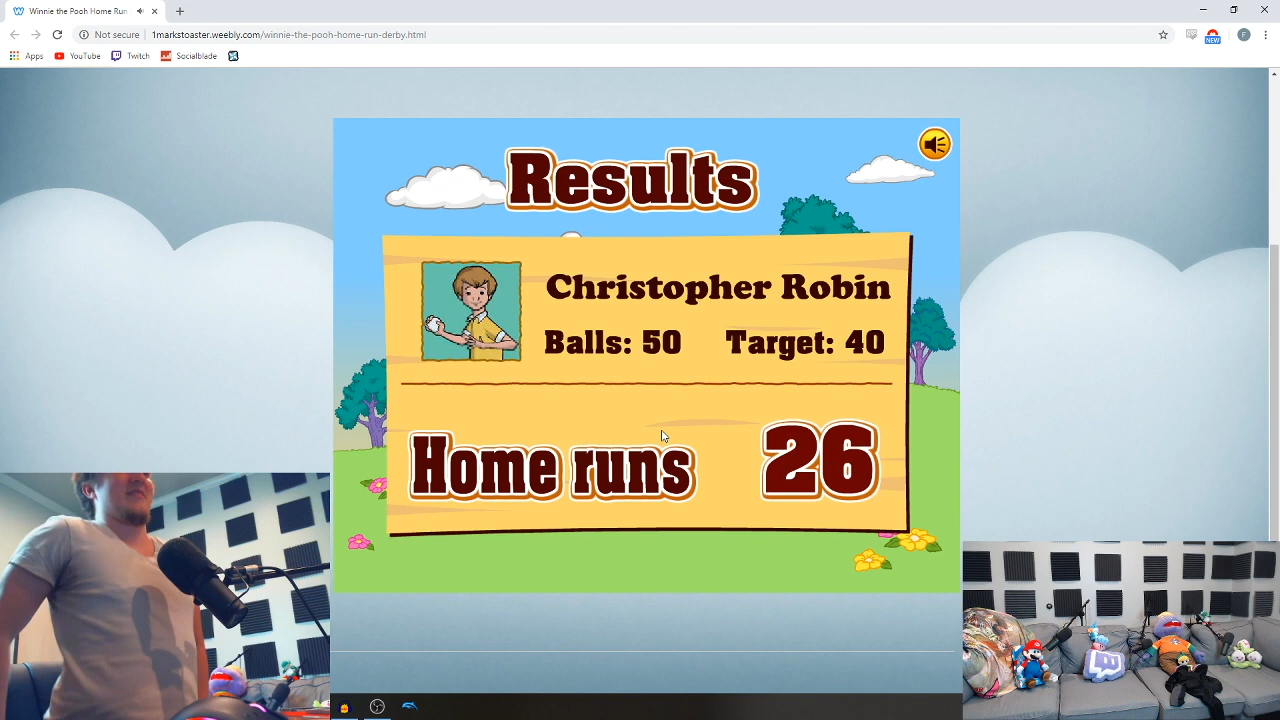 Winnie the Pooh Home Run
Not secure
1markstoaster.weebly.com/winnie-the-pooh-home-run-derby.html
NEW
F
Apps
YouTube
Twitch
Socialblade
Results
Christopher Robin
Balls: 50 Target: 40
Home runs 26